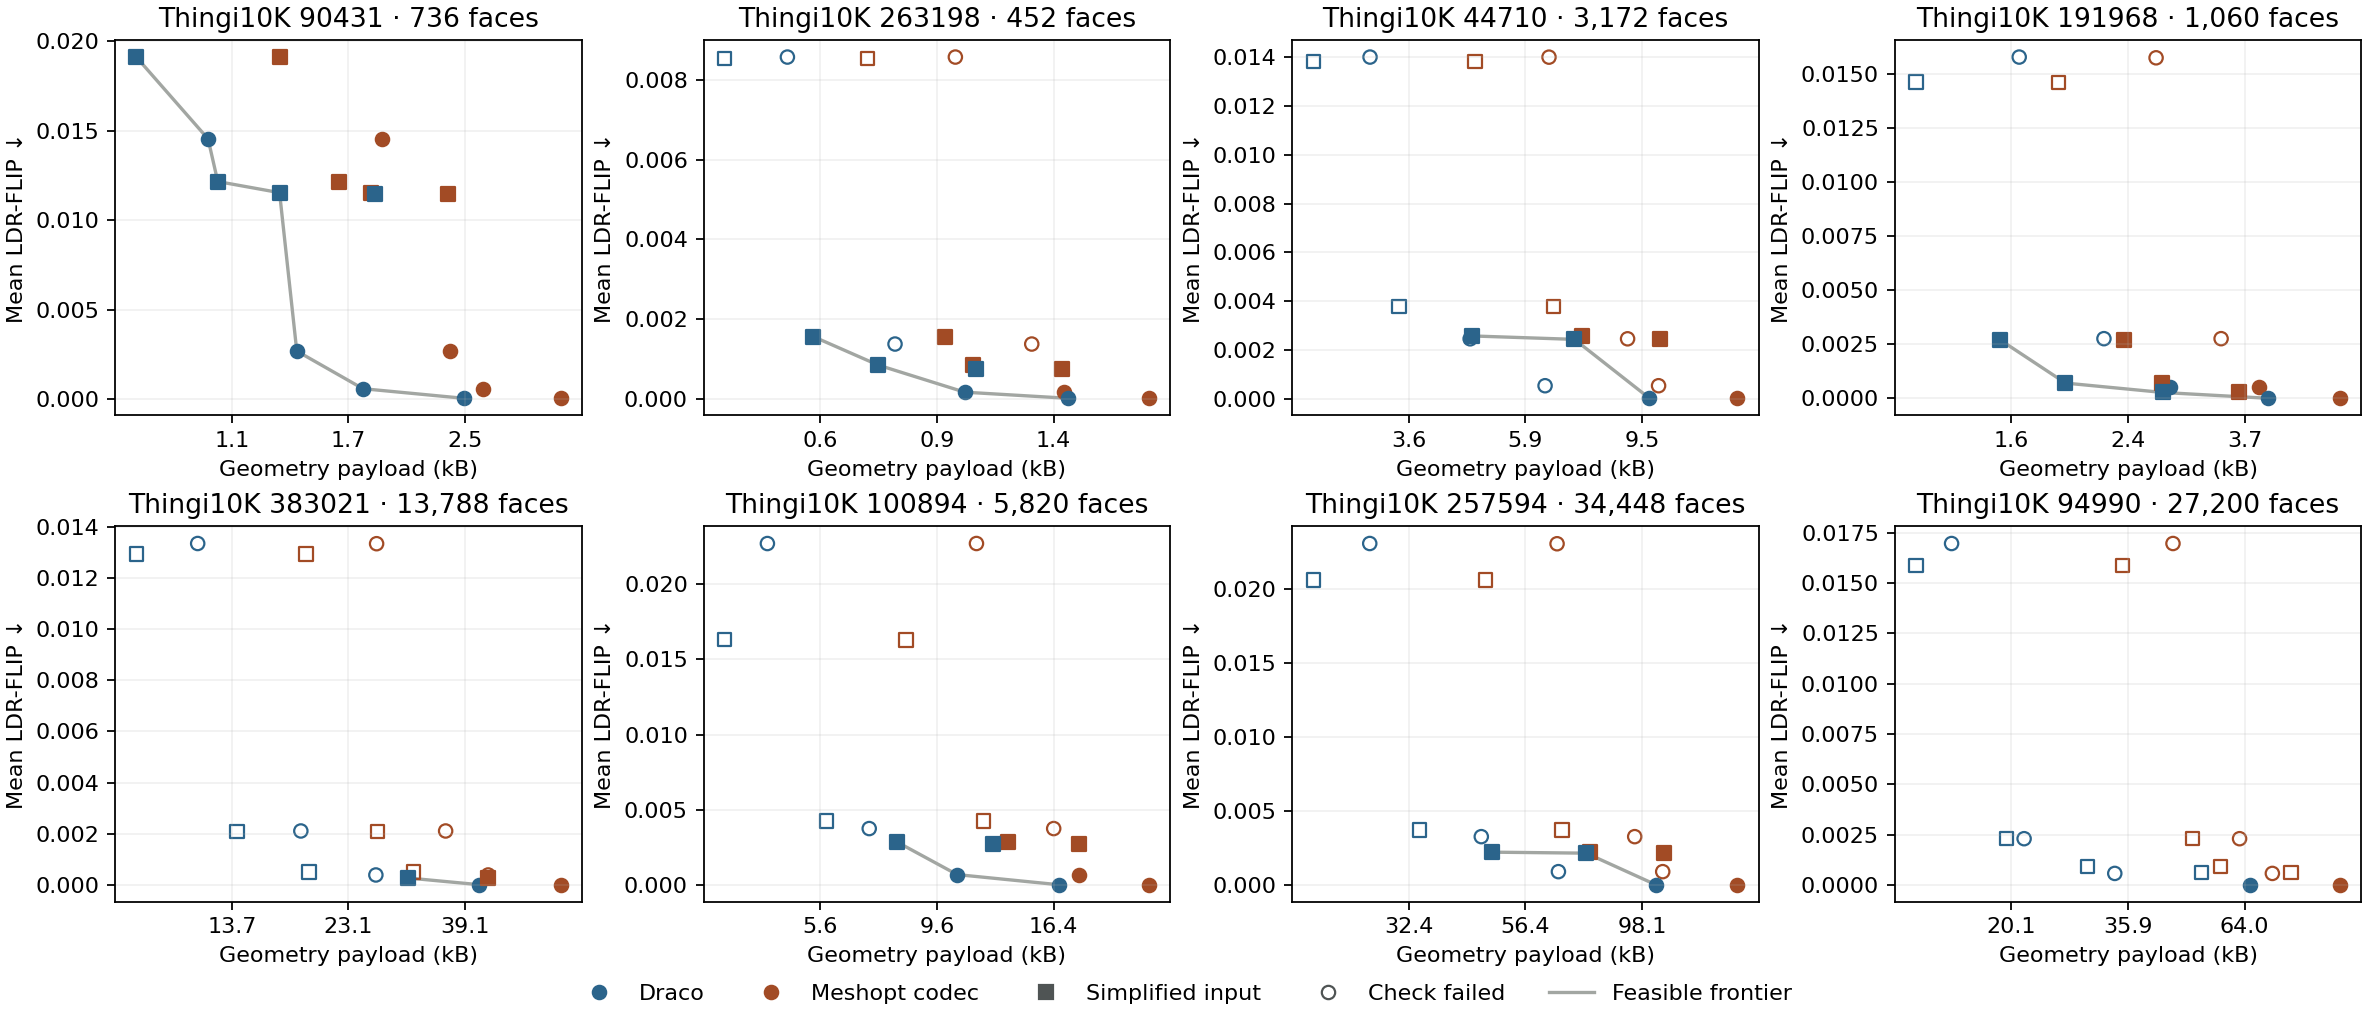 Thingi10K 90431 · 736 faces
Mean LDR-FLIP ↓
0.020
0.015
0.010
0.005
0.000
1.1 1.7 2.5
Geometry payload (kB)
Thingi10K 263198 · 452 faces
Mean LDR-FLIP ↓
0.008
0.006
0.004
0.002
0.000
0.6 0.9 1.4
Geometry payload (kB)
Thingi10K 44710 · 3,172 faces
Mean LDR-FLIP ↓
0.014
0.012
0.010
0.008
0.006
0.004
0.002
0.000
3.6 5.9 9.5
Geometry payload (kB)
Thingi10K 191968 · 1,060 faces
Mean LDR-FLIP ↓
0.0150
0.0125
0.0100
0.0075
0.0050
0.0025
0.0000
1.6 2.4 3.7
Geometry payload (kB)
Thingi10K 383021 · 13,788 faces
Mean LDR-FLIP ↓
0.014
0.012
0.010
0.008
0.006
0.004
0.002
0.000
13.7 23.1 39.1
Geometry payload (kB)
Thingi10K 100894 · 5,820 faces
Mean LDR-FLIP ↓
0.020
0.015
0.010
0.005
0.000
5.6 9.6 16.4
Geometry payload (kB)
Thingi10K 257594 · 34,448 faces
Mean LDR-FLIP ↓
0.020
0.015
0.010
0.005
0.000
32.4 56.4 98.1
Geometry payload (kB)
Thingi10K 94990 · 27,200 faces
Mean LDR-FLIP ↓
0.0175
0.0150
0.0125
0.0100
0.0075
0.0050
0.0025
0.0000
20.1 35.9 64.0
Geometry payload (kB)
Draco Meshopt codec Simplified input Check failed Feasible frontier